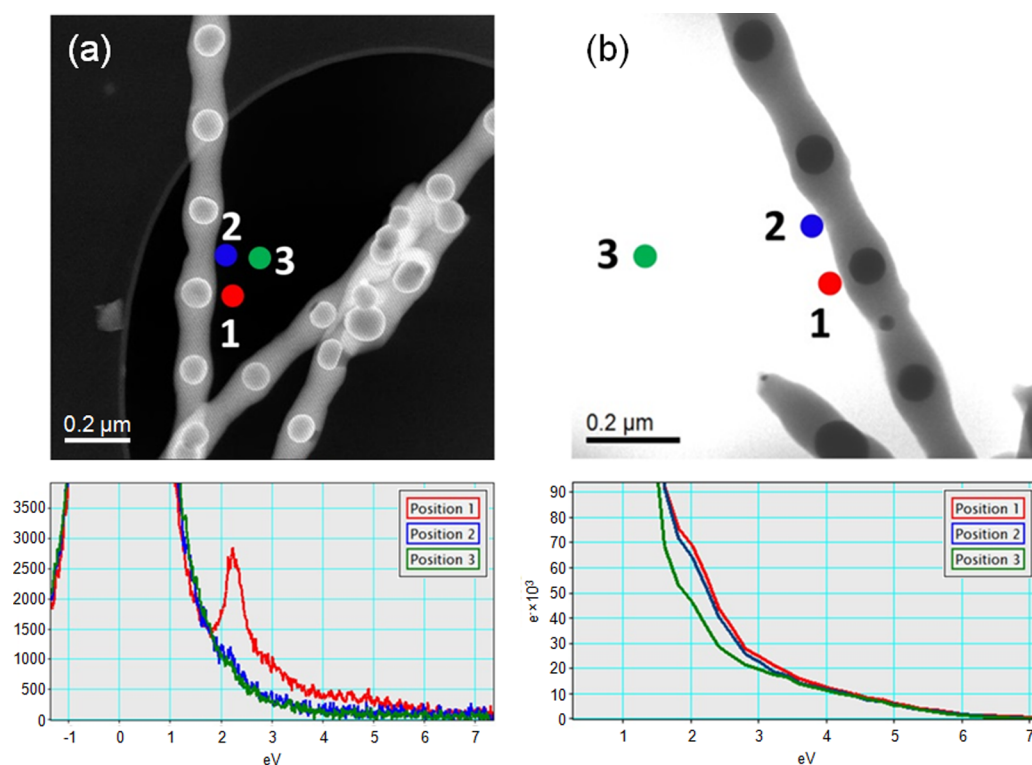 (a)
2
3
1
0.2 µm
(b)
2
3
1
0.2 µm
3500
3000
2500
2000
1500
1000
500
0
-1 0 1 2 3 4 5 6 7
eV
Position 1
Position 2
Position 3
90
80
70
60
50
40
30
20
10
0
e-×10³
1 2 3 4 5 6 7
eV
Position 1
Position 2
Position 3